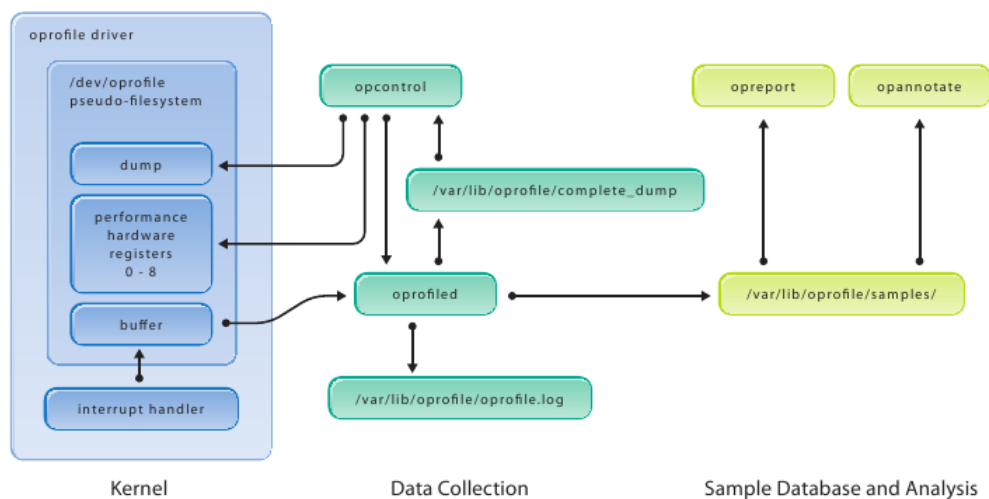 oprofile driver
/dev/oprofile
pseudo-filesystem
dump
performance
hardware
registers
0 - 8
buffer
interrupt handler
Kernel
opcontrol
/var/lib/oprofile/complete_dump
oprofiled
/var/lib/oprofile/oprofile.log
Data Collection
opreport
opannotate
/var/lib/oprofile/samples/
Sample Database and Analysis